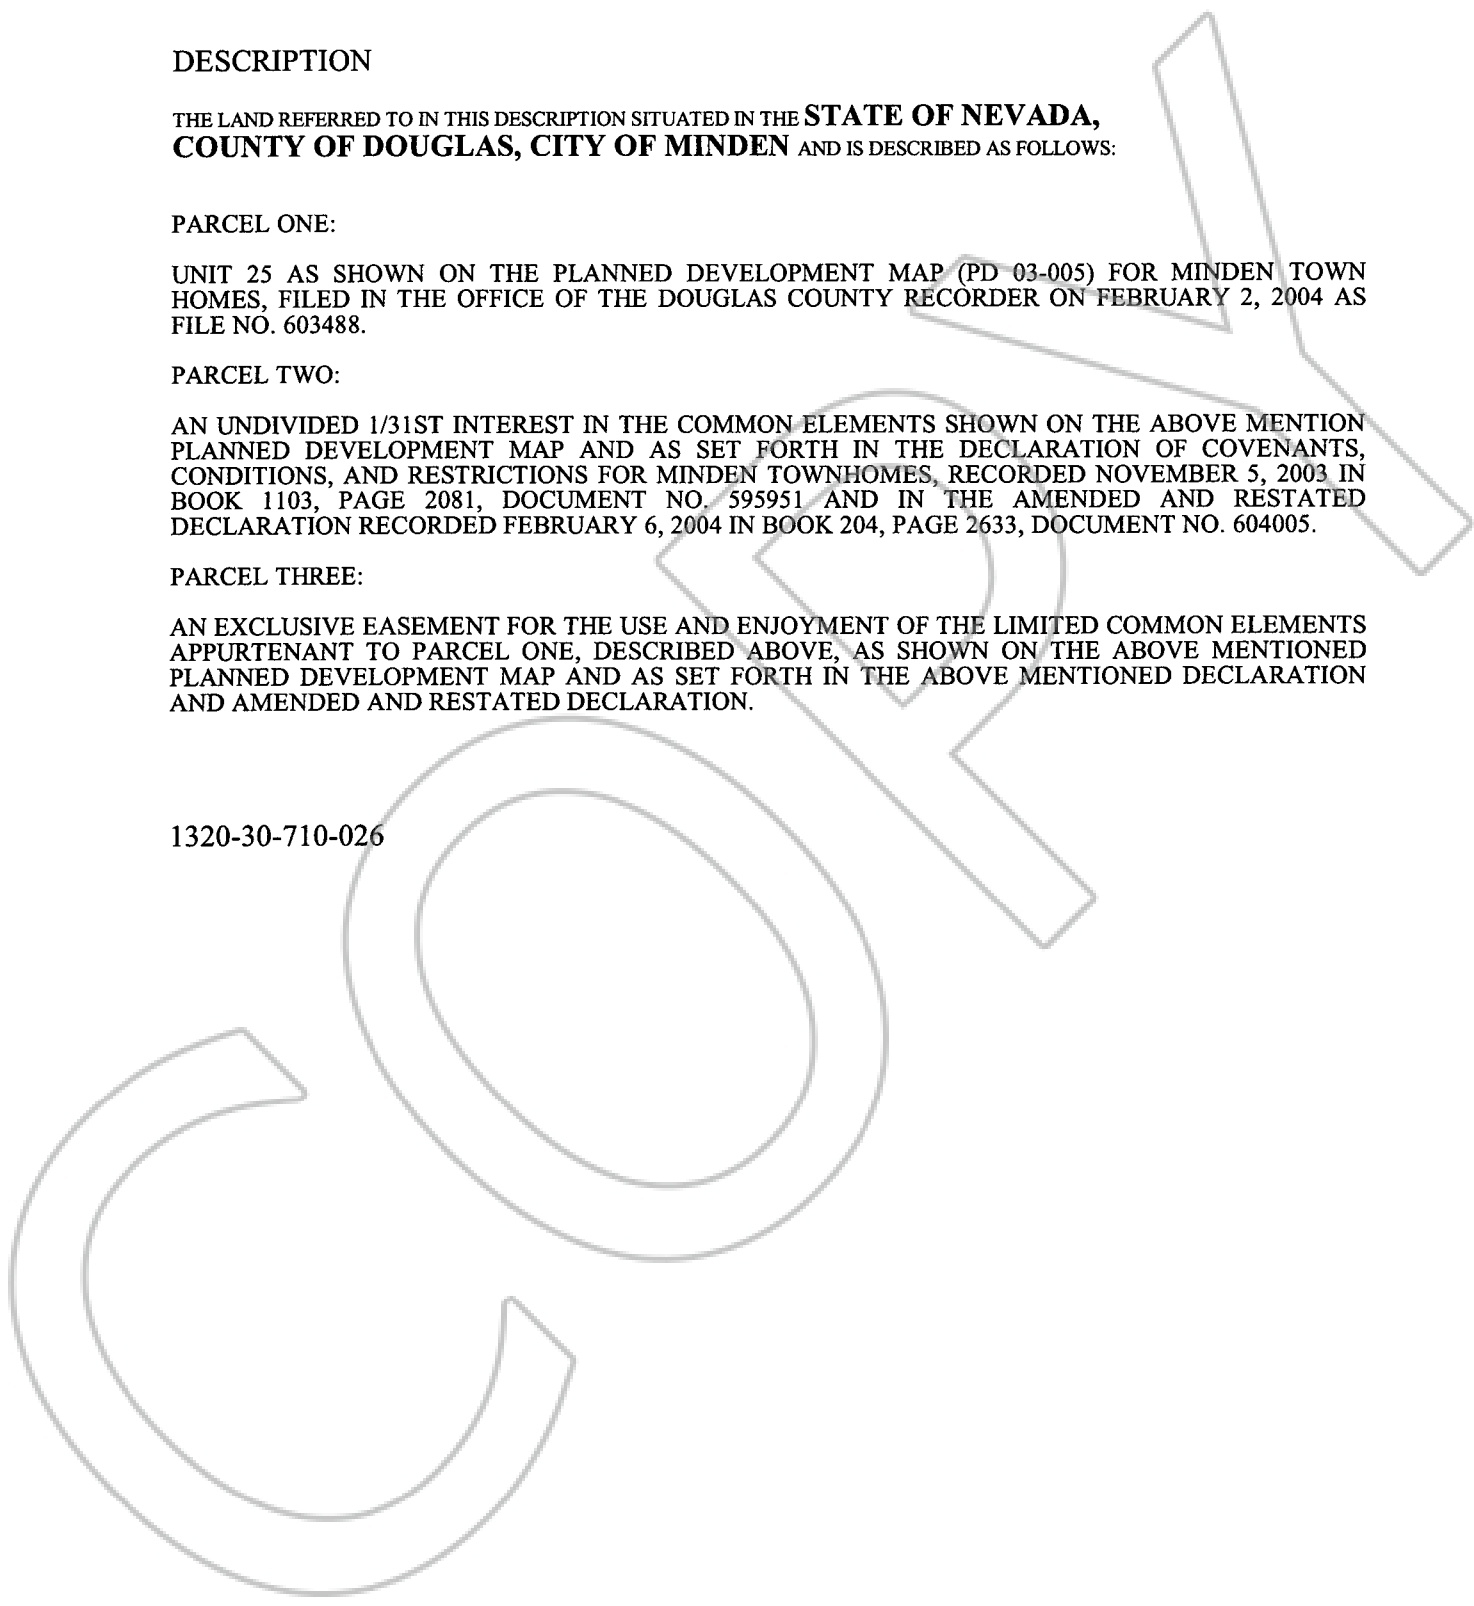 DESCRIPTION
THE LAND REFERRED TO IN THIS DESCRIPTION SITUATED IN THE STATE OF NEVADA,
COUNTY OF DOUGLAS, CITY OF MINDEN AND IS DESCRIBED AS FOLLOWS:
PARCEL ONE:
UNIT 25 AS SHOWN ON THE PLANNED DEVELOPMENT MAP (PD 03-005) FOR MINDEN TOWN
HOMES, FILED IN THE OFFICE OF THE DOUGLAS COUNTY RECORDER ON FEBRUARY 2, 2004 AS
FILE NO. 603488.
PARCEL TWO:
AN UNDIVIDED 1/31ST INTEREST IN THE COMMON ELEMENTS SHOWN ON THE ABOVE MENTION
PLANNED DEVELOPMENT MAP AND AS SET FORTH IN THE DECLARATION OF COVENANTS,
CONDITIONS, AND RESTRICTIONS FOR MINDEN TOWNHOMES, RECORDED NOVEMBER 5, 2003 IN
BOOK 1103, PAGE 2081, DOCUMENT NO. 595951 AND IN THE AMENDED AND RESTATED
DECLARATION RECORDED FEBRUARY 6, 2004 IN BOOK 204, PAGE 2633, DOCUMENT NO. 604005.
PARCEL THREE:
AN EXCLUSIVE EASEMENT FOR THE USE AND ENJOYMENT OF THE LIMITED COMMON ELEMENTS
APPURTENANT TO PARCEL ONE, DESCRIBED ABOVE, AS SHOWN ON THE ABOVE MENTIONED
PLANNED DEVELOPMENT MAP AND AS SET FORTH IN THE ABOVE MENTIONED DECLARATION
AND AMENDED AND RESTATED DECLARATION.
1320-30-710-026
COPY